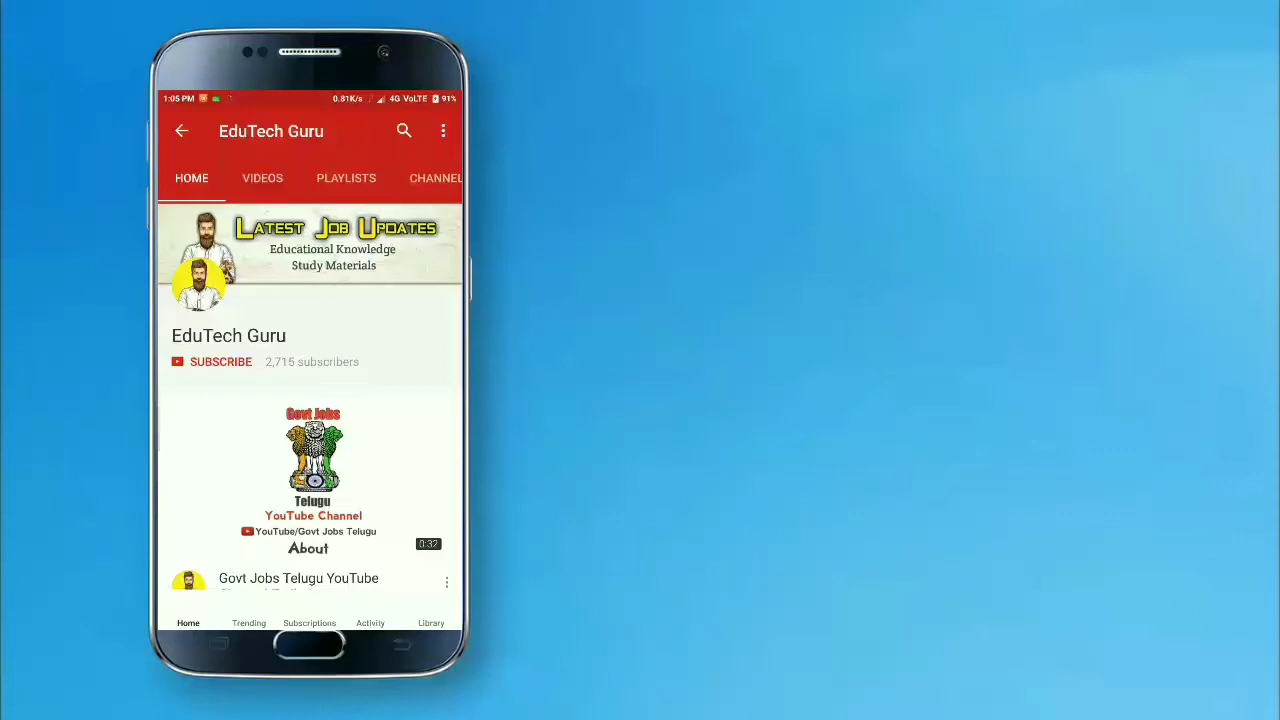 1:05 PM 0.81K/s 4G VoLTE 91%
EduTech Guru
HOME VIDEOS PLAYLISTS CHANNEL
LATEST JOB UPDATES
Educational Knowledge
Study Materials
EduTech Guru
SUBSCRIBE 2,715 subscribers
Govt Jobs
Telugu
YouTube Channel
YouTube/Govt Jobs Telugu
About
0:32
Govt Jobs Telugu YouTube
Home Trending Subscriptions Activity Library